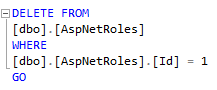 DELETE FROM
[dbo].[AspNetRoles]
WHERE
[dbo].[AspNetRoles].[Id] = 1
GO